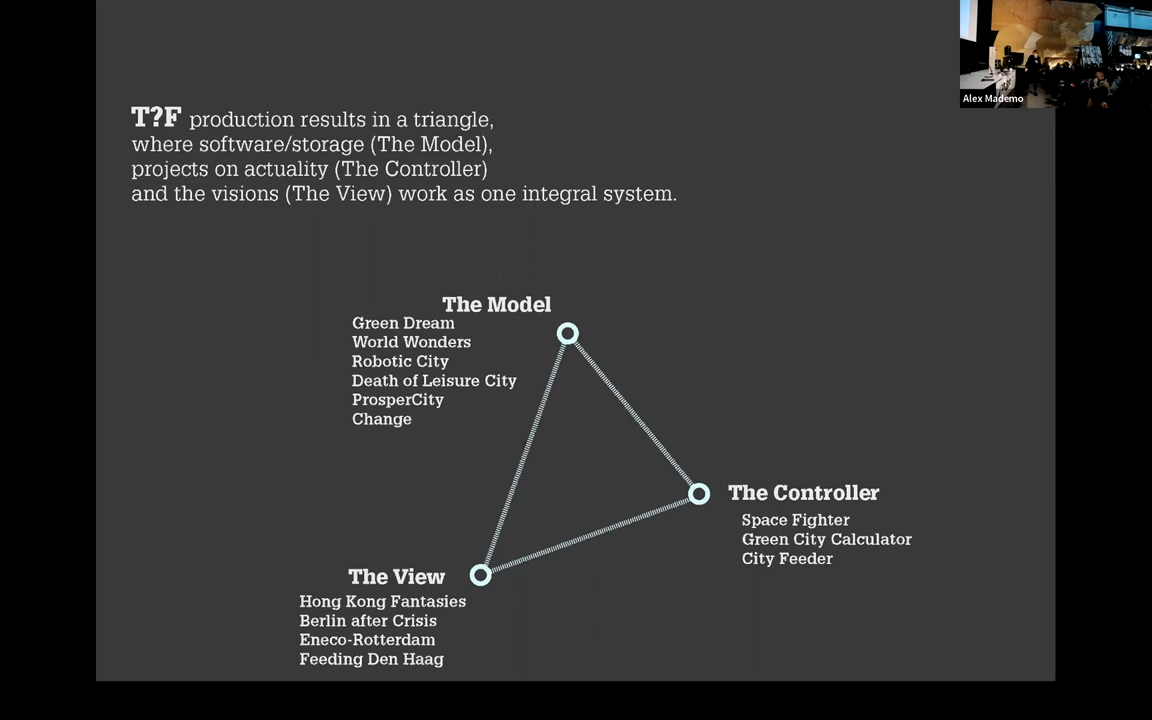 Alex Mademo
T?F production results in a triangle,
where software/storage (The Model),
projects on actuality (The Controller)
and the visions (The View) work as one integral system.
The Model
Green Dream
World Wonders
Robotic City
Death of Leisure City
ProsperCity
Change
The Controller
Space Fighter
Green City Calculator
City Feeder
The View
Hong Kong Fantasies
Berlin after Crisis
Eneco-Rotterdam
Feeding Den Haag